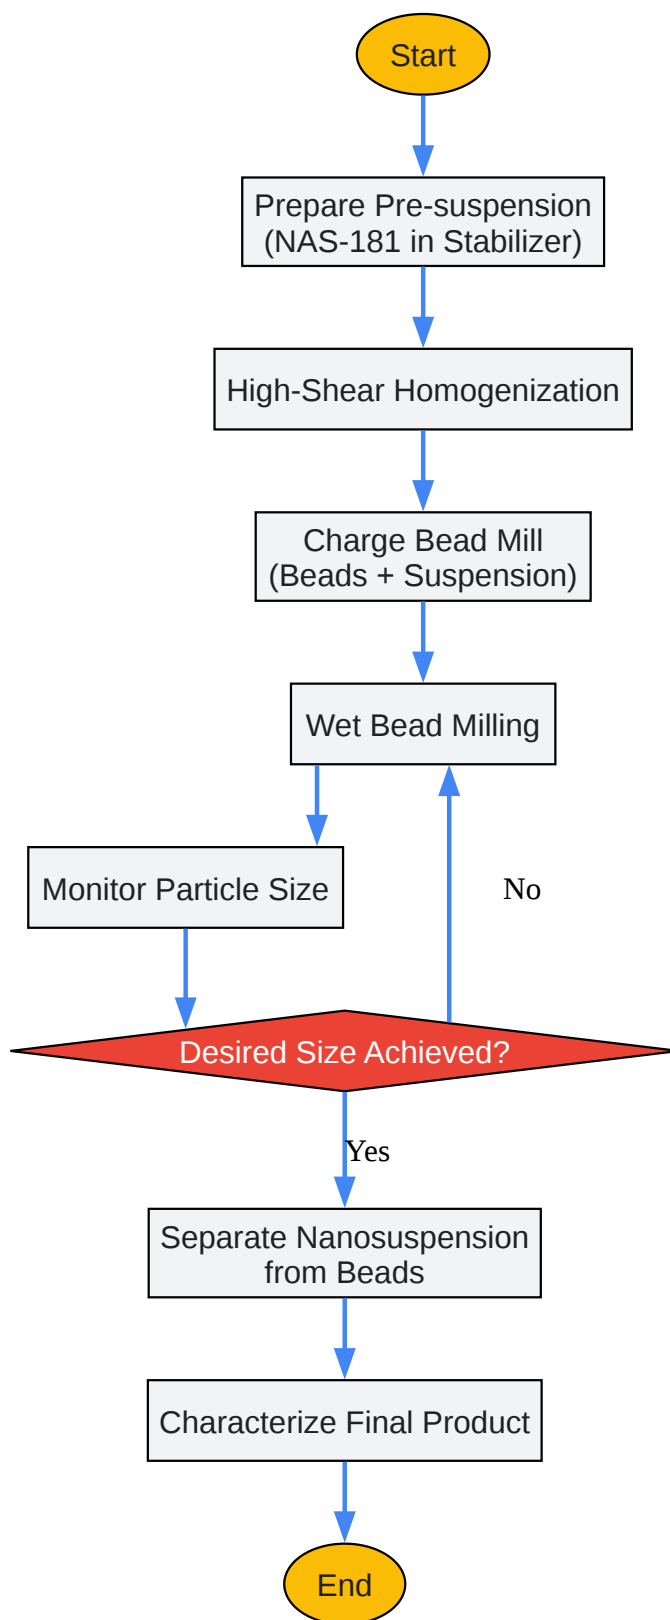 Start
Prepare Pre-suspension
(NAS-181 in Stabilizer)
High-Shear Homogenization
Charge Bead Mill
(Beads + Suspension)
Wet Bead Milling
Monitor Particle Size
No
Desired Size Achieved?
Yes
Separate Nanosuspension
from Beads
Characterize Final Product
End